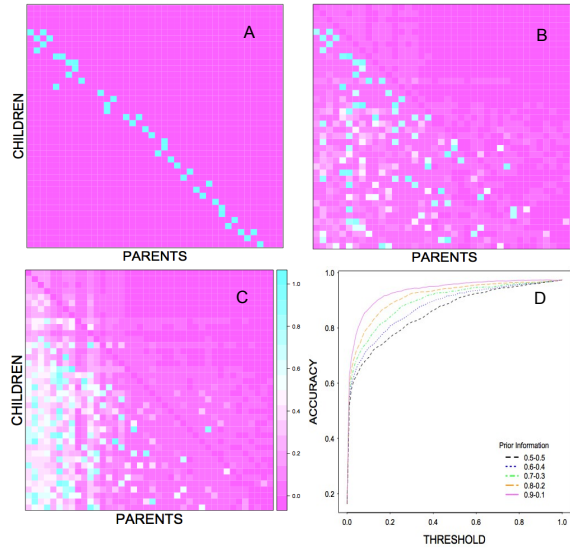 A
B
CHILDREN
PARENTS
PARENTS
C
CHILDREN
PARENTS
1.0
0.8
0.6
0.4
0.2
0.0
D
ACCURACY
1.0
0.8
0.6
0.4
0.2
0.0
0.2
0.4
0.6
0.8
1.0
THRESHOLD
Prior Information
0.5-0.5
0.6-0.4
0.7-0.3
0.8-0.2
0.9-0.1